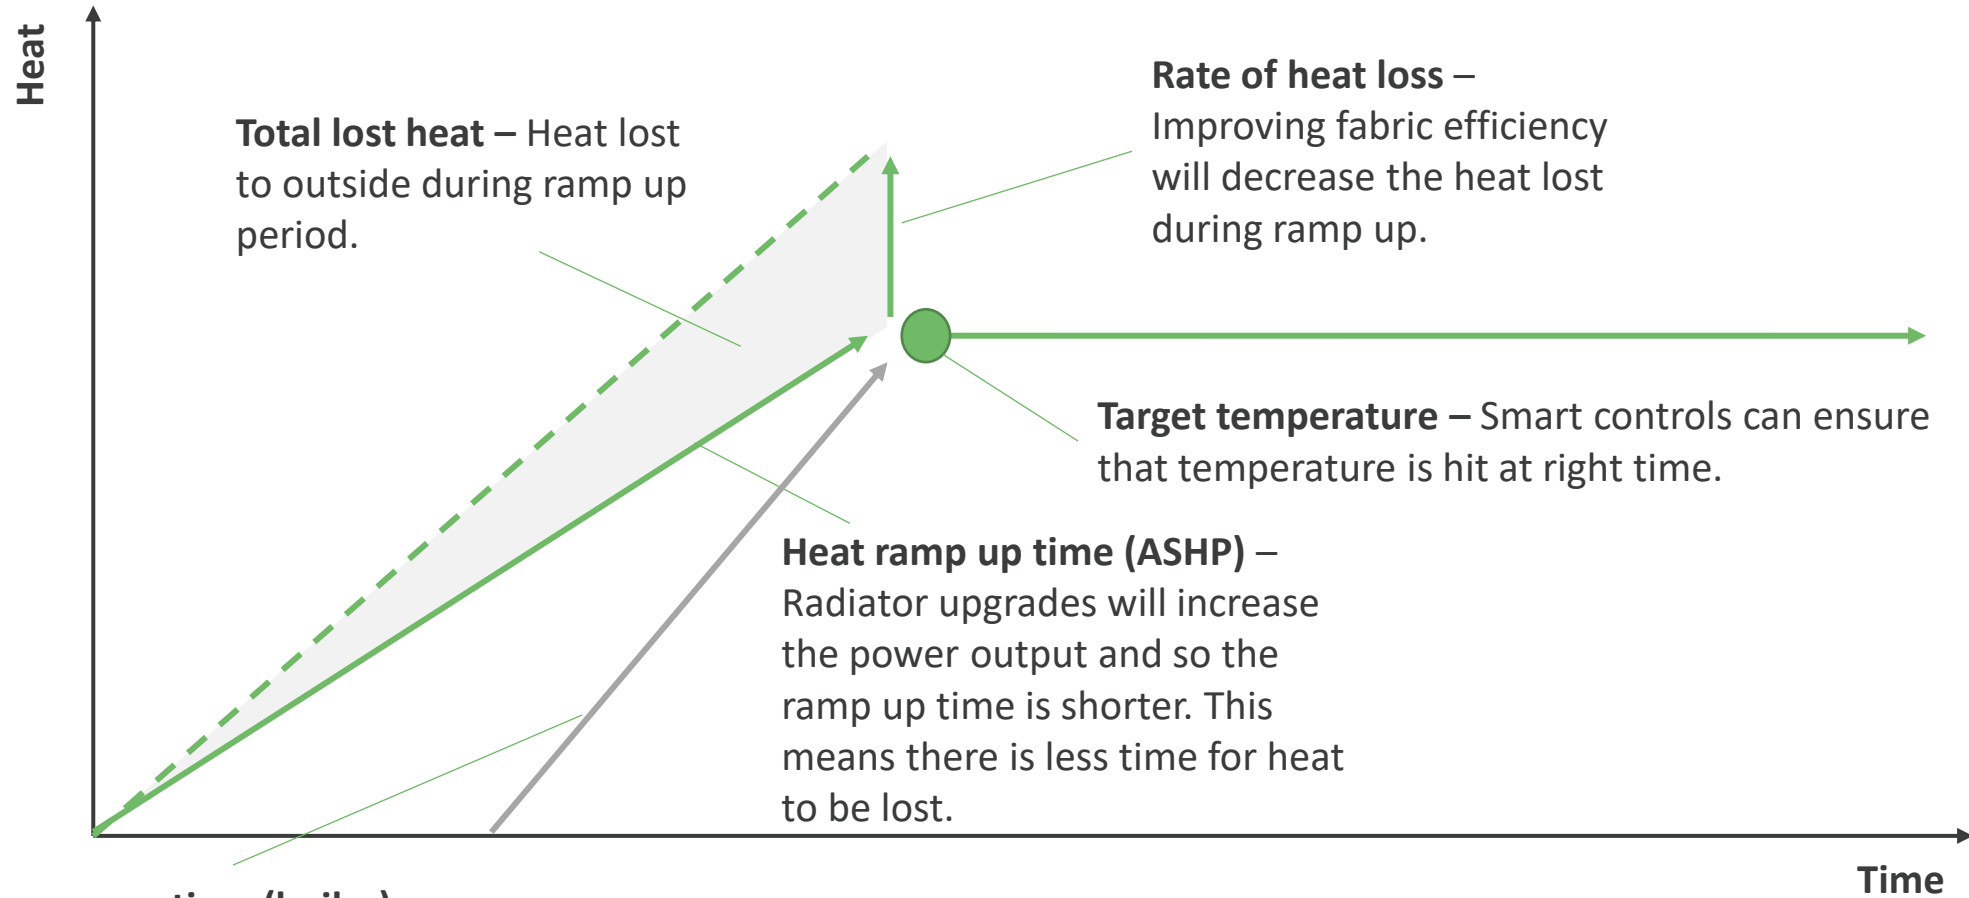 Heat
Total lost heat – Heat lost
to outside during ramp up
period.
Rate of heat loss –
Improving fabric efficiency
will decrease the heat lost
during ramp up.
Target temperature – Smart controls can ensure
that temperature is hit at right time.
Heat ramp up time (ASHP) –
Radiator upgrades will increase
the power output and so the
ramp up time is shorter. This
means there is less time for heat
to be lost.
Time
time (boiler)